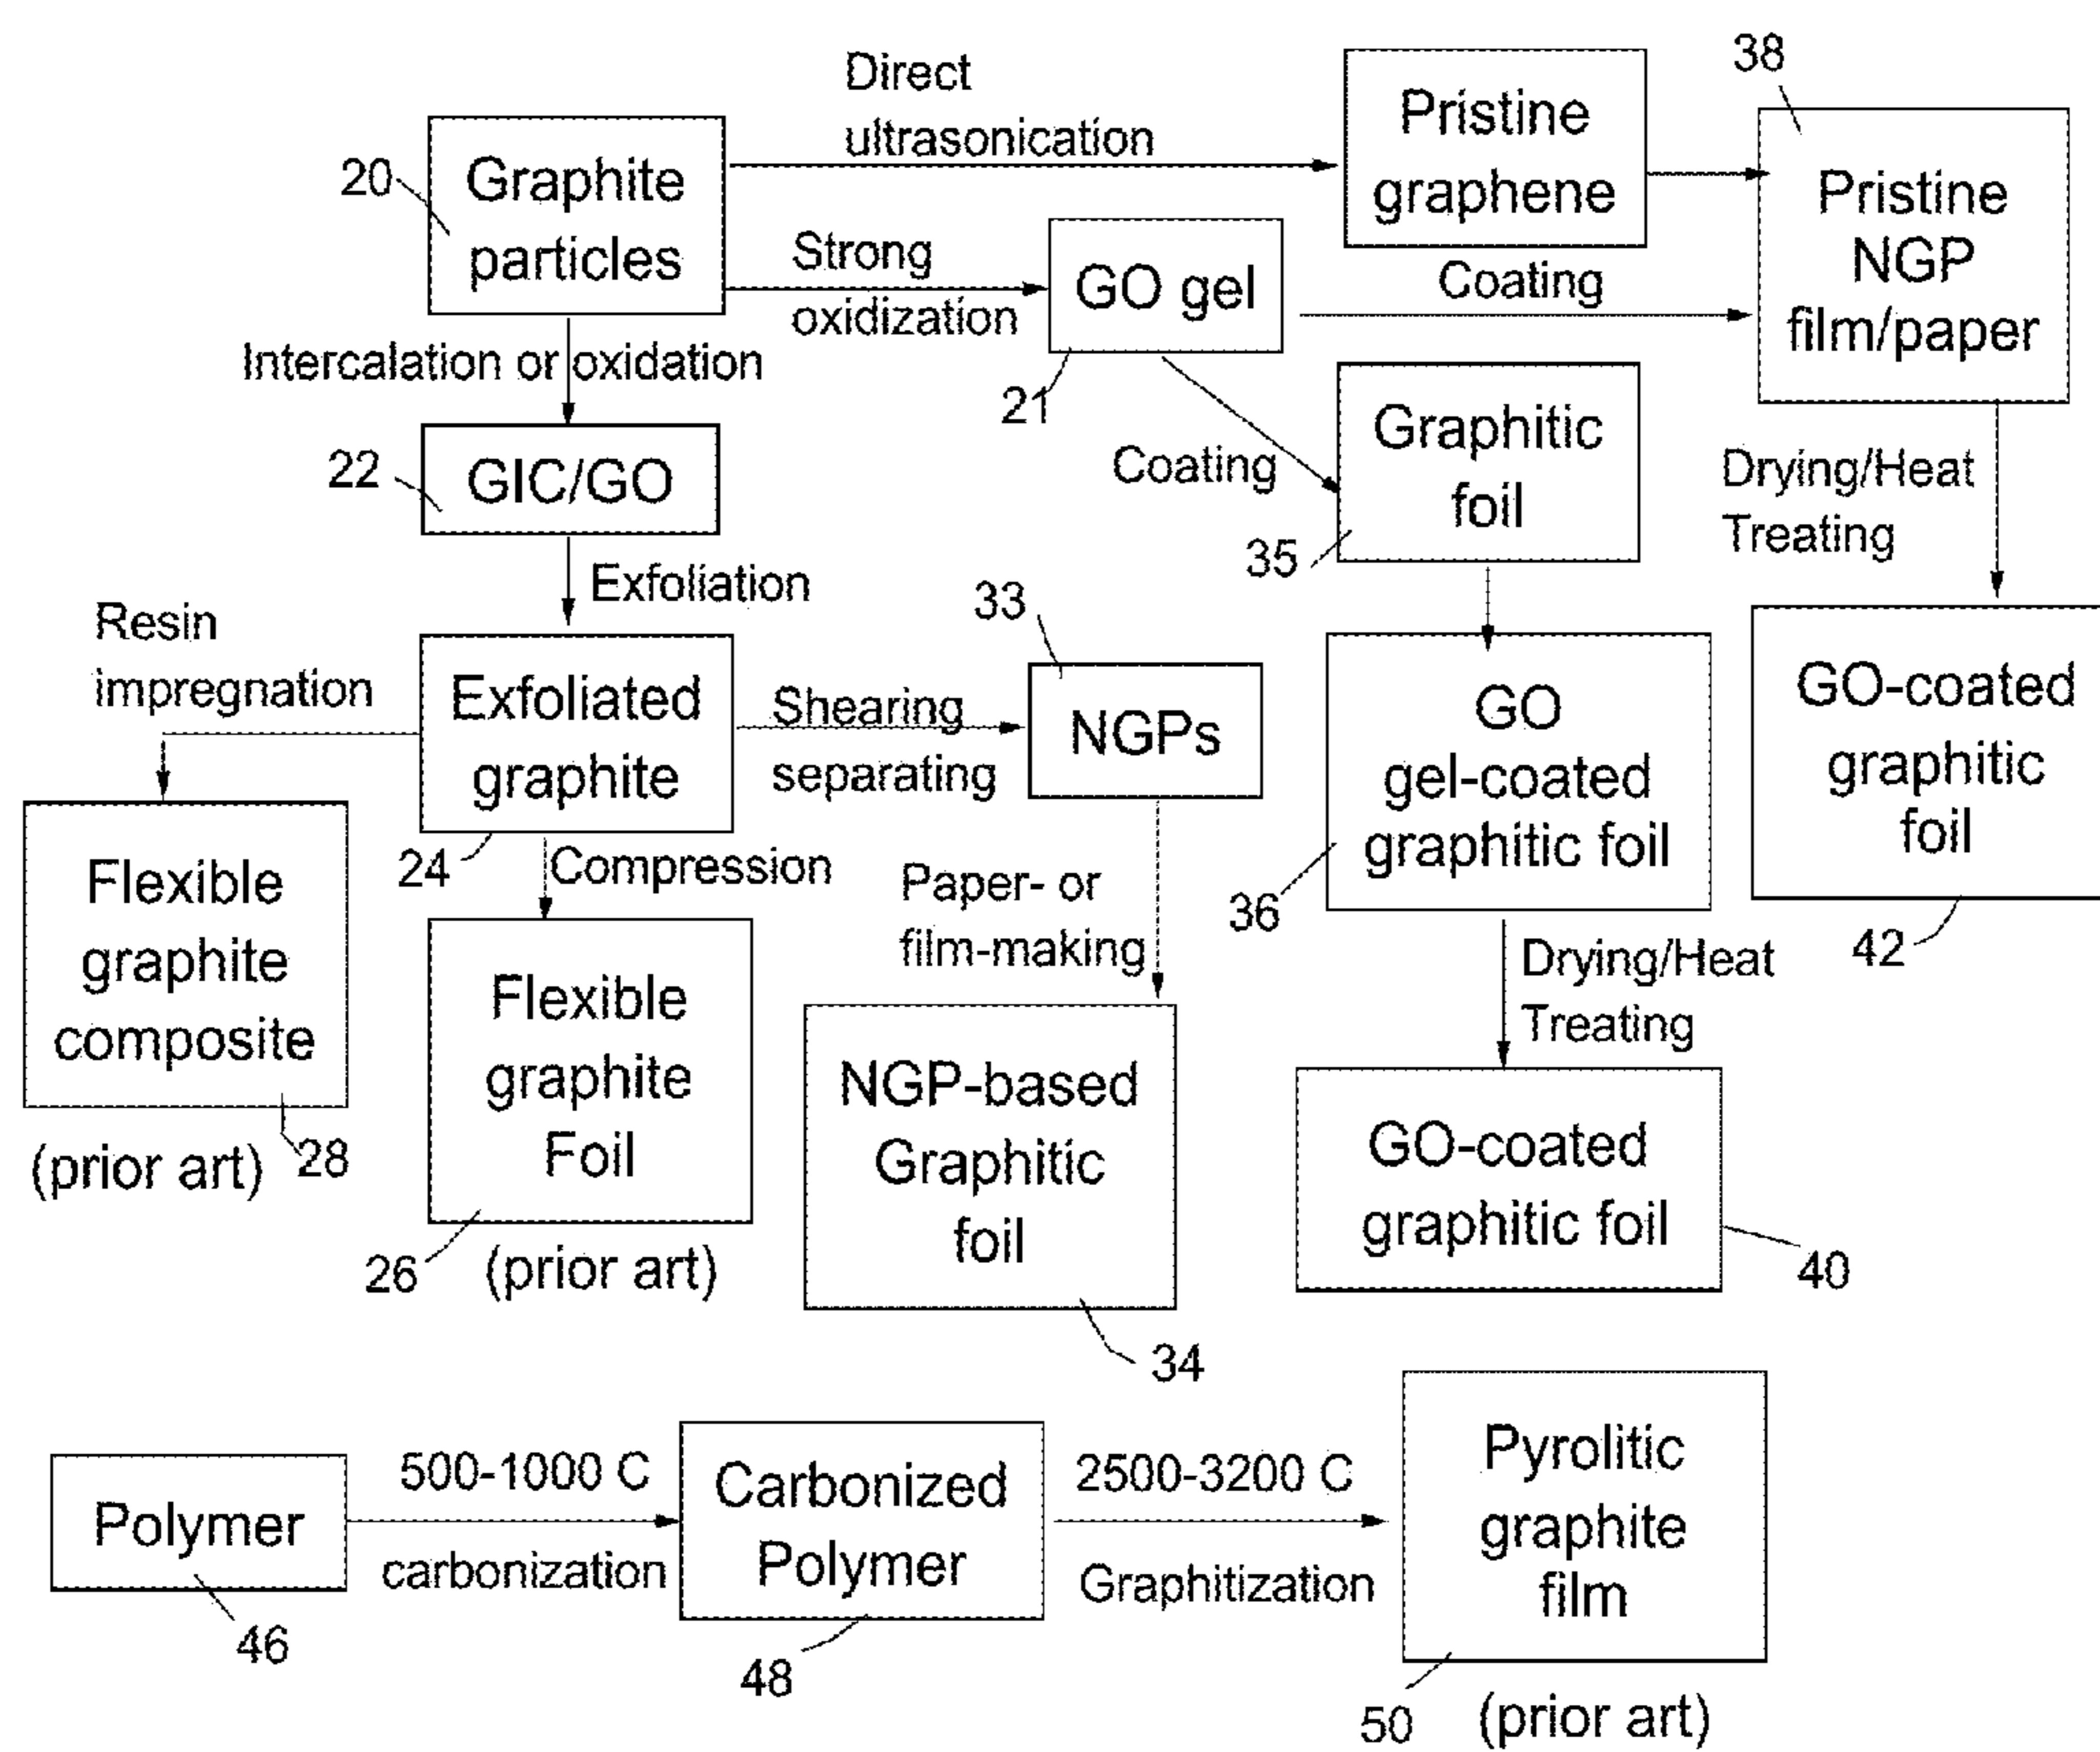 38
Direct
ultrasonication
Pristine
graphene
20
Graphite
particles
Pristine
NGP
film/paper
Strong
oxidization
GO gel
Coating
21
Intercalation or oxidation
Graphitic
foil
Coating
35
Drying/Heat
Treating
22
GIC/GO
Exfoliation
33
Resin
impregnation
Exfoliated
graphite
24
Shearing
separating
NGPs
GO
gel-coated
graphitic foil
36
GO-coated
graphitic
foil
42
Flexible
graphite
composite
(prior art)
28
Compression
Flexible
graphite
Foil
26
(prior art)
Paper- or
film-making
NGP-based
Graphitic
foil
34
Drying/Heat
Treating
GO-coated
graphitic foil
40
Polymer
46
500-1000 C
carbonization
Carbonized
Polymer
48
2500-3200 C
Graphitization
Pyrolitic
graphite
film
50
(prior art)